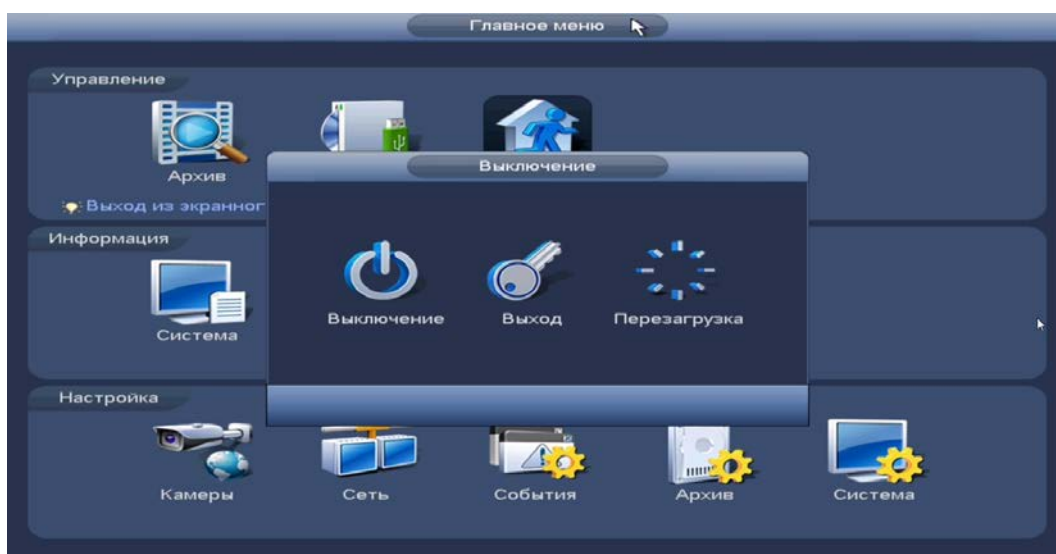 Главное меню
Управление
Архив
Выход из экранног
Выключение
Выключение
Выход
Перезагрузка
Информация
Система
Настройка
Камеры
Сеть
События
Архив
Система